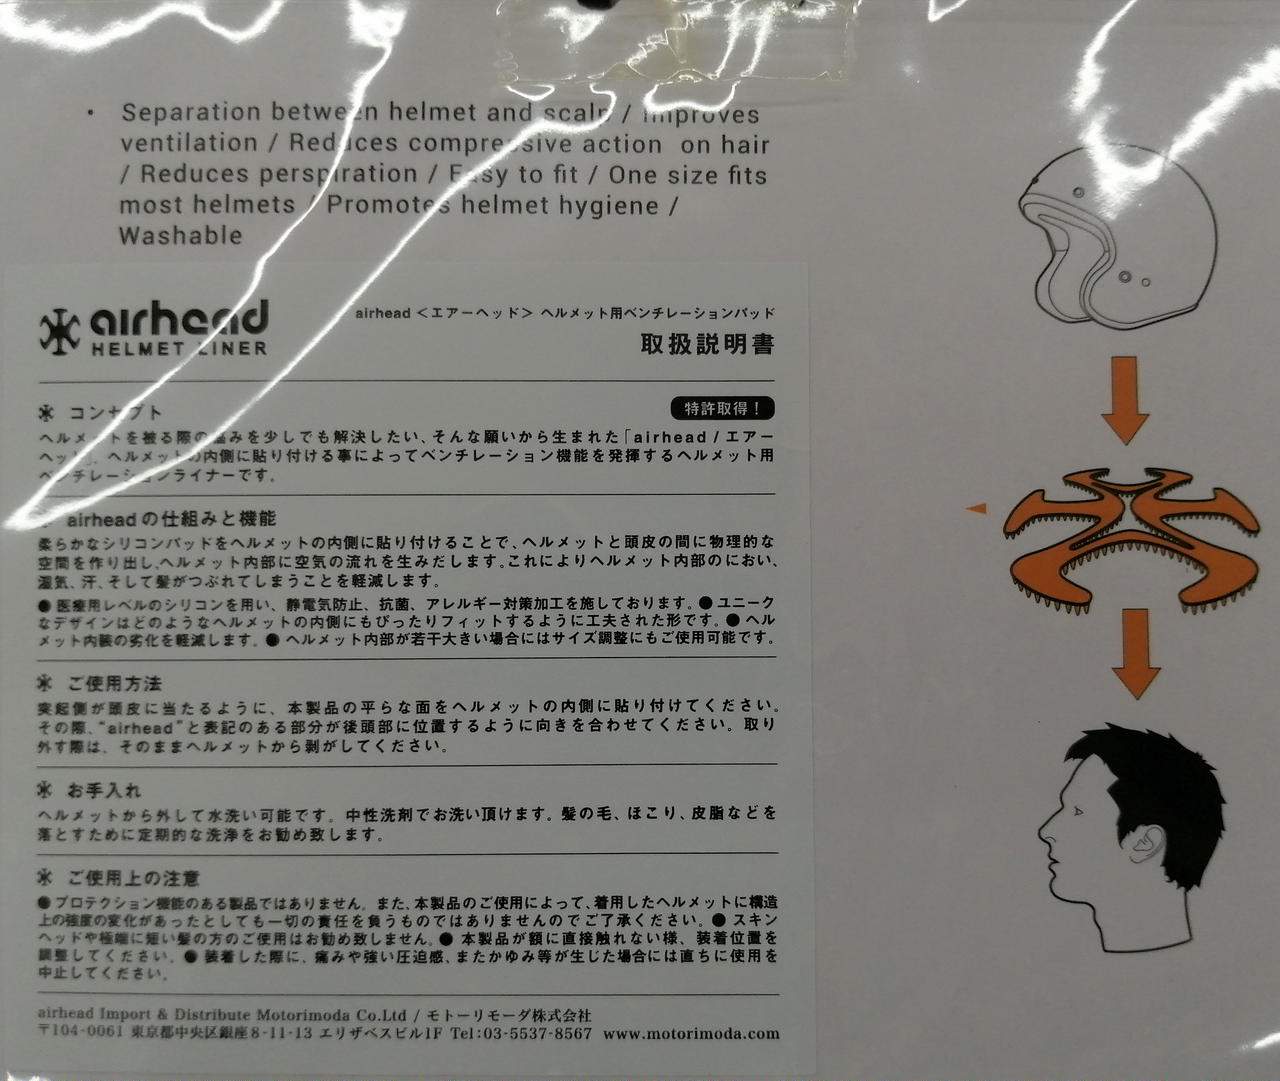 • Separation between helmet and scalp / Improves
ventilation / Reduces compressive action on hair
/ Reduces perspiration / Easy to fit / One size fits
most helmets / Promotes helmet hygiene /
Washable
airhead
HELMET LINER
airhead <エアーヘッド> ヘルメット用ベンチレーションパッド
取扱説明書
コンセプト
特許取得！
ヘルメットを被る際の悩みを少しでも解決したい、そんな願いから生まれた「airhead / エアー
ヘッド」。ヘルメットの内側に貼り付ける事によってベンチレーション機能を発揮するヘルメット用
ベンチレーションライナーです。
airheadの仕組みと機能
柔らかなシリコンパッドをヘルメットの内側に貼り付けることで、ヘルメットと頭皮の間に物理的な
空間を作り出し、ヘルメット内部に空気の流れを生みだします。これによりヘルメット内部のにおい、
湿気、汗、そして髪がつぶれてしまうことを軽減します。
● 医療用レベルのシリコンを用い、静電気防止、抗菌、アレルギー対策加工を施しております。● ユニーク
なデザインはどのようなヘルメットの内側にもぴったりフィットするように工夫された形です。● ヘル
メット内装の劣化を軽減します。● ヘルメット内部が若干大きい場合にはサイズ調整にもご使用可能です。
ご使用方法
突起側が頭皮に当たるように、本製品の平らな面をヘルメットの内側に貼り付けてください。
その際、“airhead”と表記のある部分が後頭部に位置するように向きを合わせてください。取り
外す際は、そのままヘルメットから剥がしてください。
お手入れ
ヘルメットから外して水洗い可能です。中性洗剤でお洗い頂けます。髪の毛、ほこり、皮脂などを
落とすために定期的な洗浄をお勧め致します。
ご使用上の注意
● プロテクション機能のある製品ではありません。また、本製品のご使用によって、着用したヘルメットに構造
上の強度の変化があったとしても一切の責任を負うものではありませんのでご了承ください。● スキン
ヘッドや極端に短い髪の方のご使用はお勧め致しません。● 本製品が額に直接触れない様、装着位置を
調整してください。● 装着した際に、痛みや強い圧迫感、またかゆみ等が生じた場合には直ちに使用を
中止してください。
airhead Import & Distribute Motorimoda Co.Ltd / モトーリモーダ株式会社
〒104-0061 東京都中央区銀座8-11-13 エリザベスビル1F Tel:03-5537-8567 www.motorimoda.com